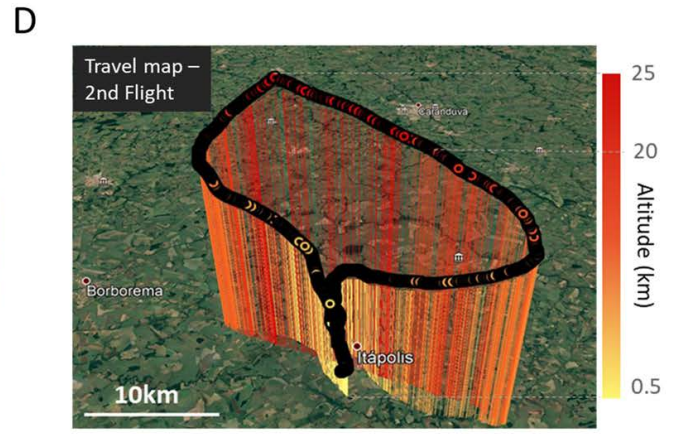 D
Travel map –
2nd Flight
25
Catanduva
20
Altitude (km)
Borborema
Itápolis
0.5
10km